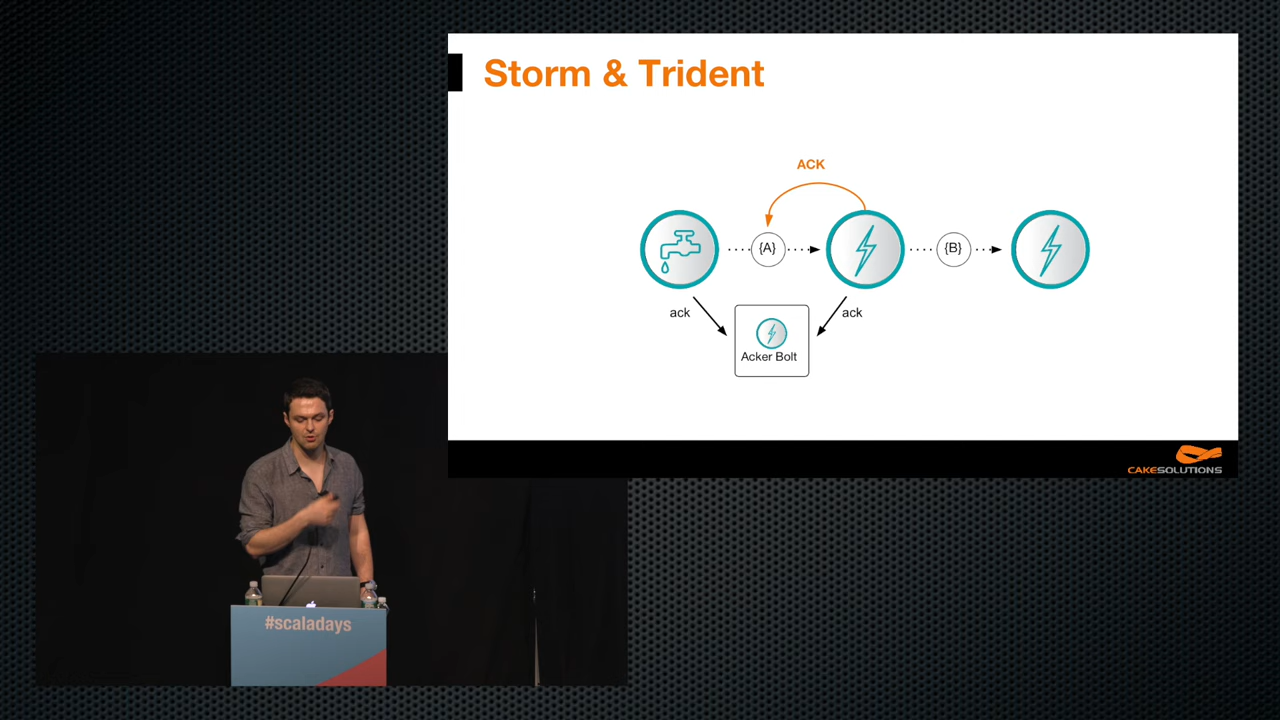 Storm & Trident
ACK
{A}
{B}
ack
ack
Acker Bolt
CAKESOLUTIONS
#scaladays